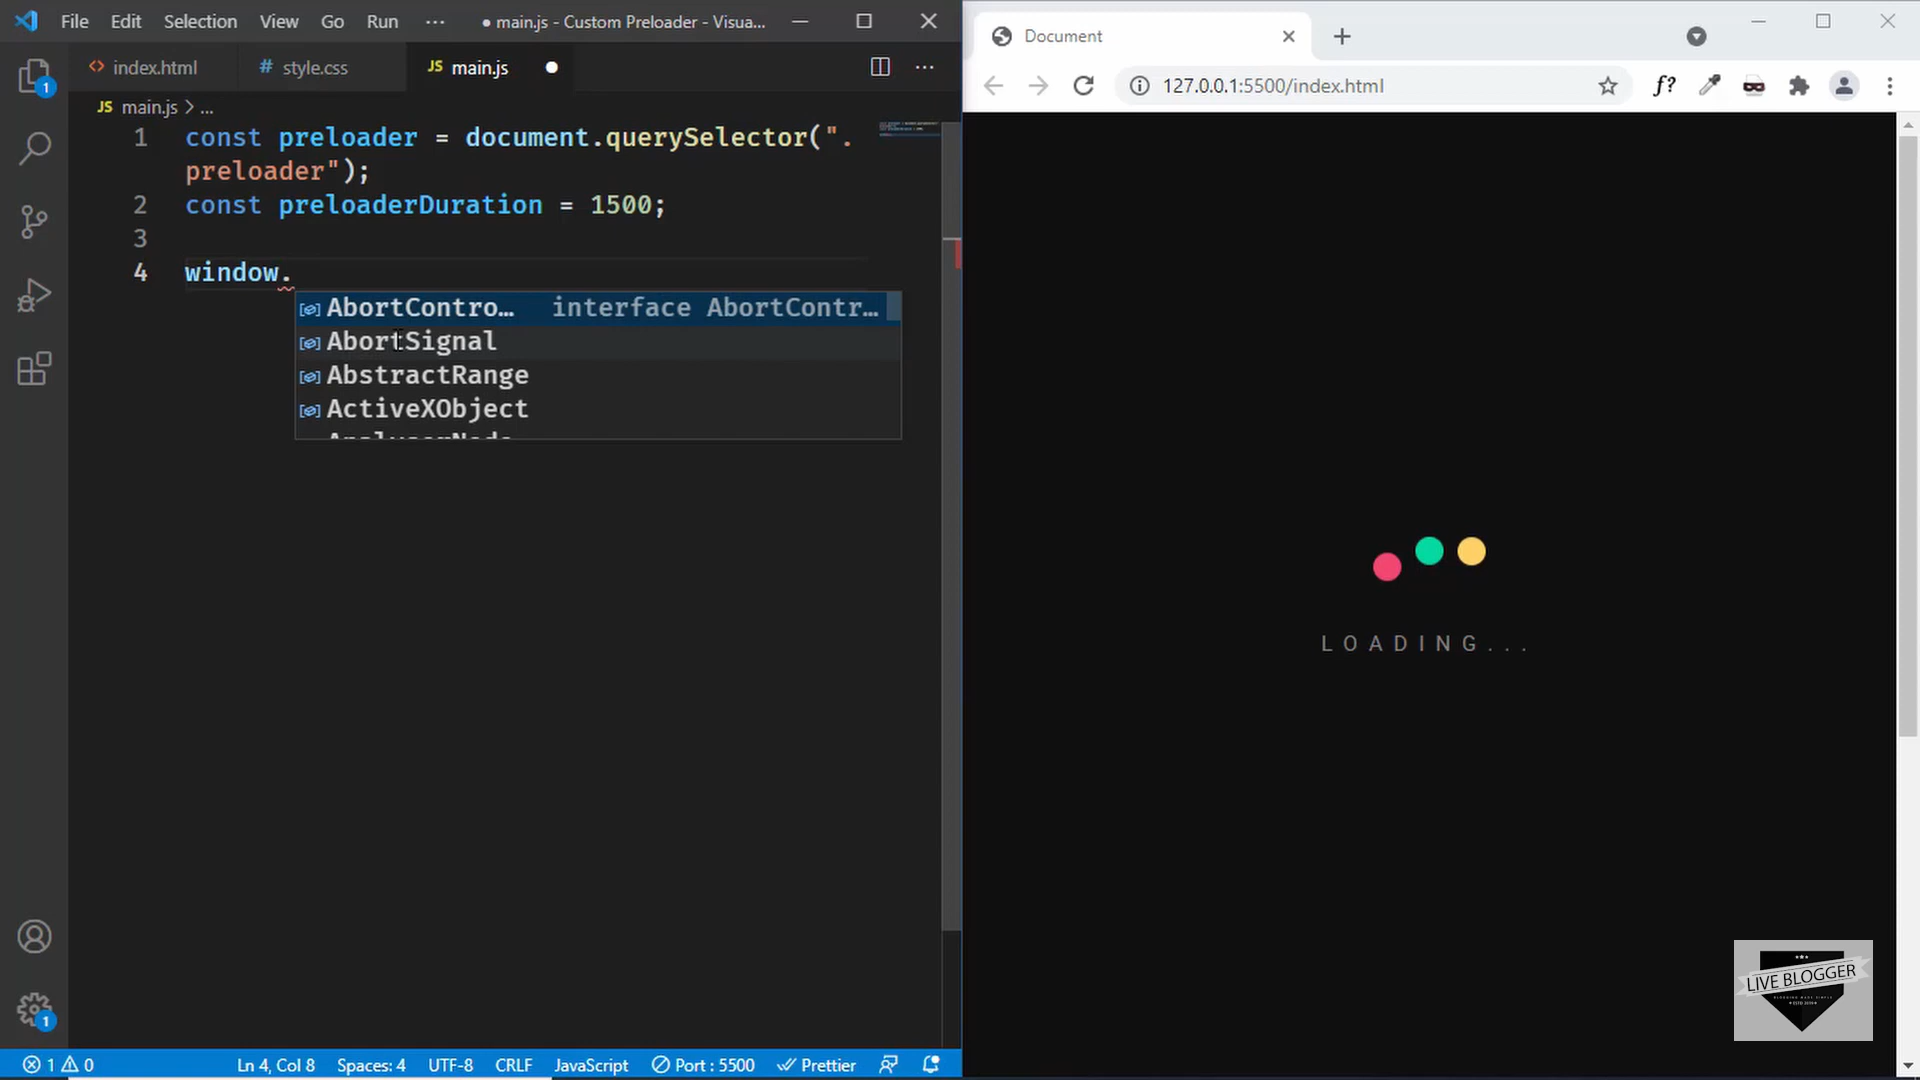 File Edit Selection View Go Run ··· ● main.js - Custom Preloader - Visua...
index.html # style.css JS main.js ●
JS main.js > ...
1 const preloader = document.querySelector(".
preloader");
2 const preloaderDuration = 1500;
3
4 window.
AbortContro… interface AbortContr…
AbortSignal
AbstractRange
ActiveXObject
1
1
1 0 Ln 4, Col 8 Spaces: 4 UTF-8 CRLF JavaScript Port : 5500 Prettier
Document
127.0.0.1:5500/index.html f?
LOADING...
LIVE BLOGGER